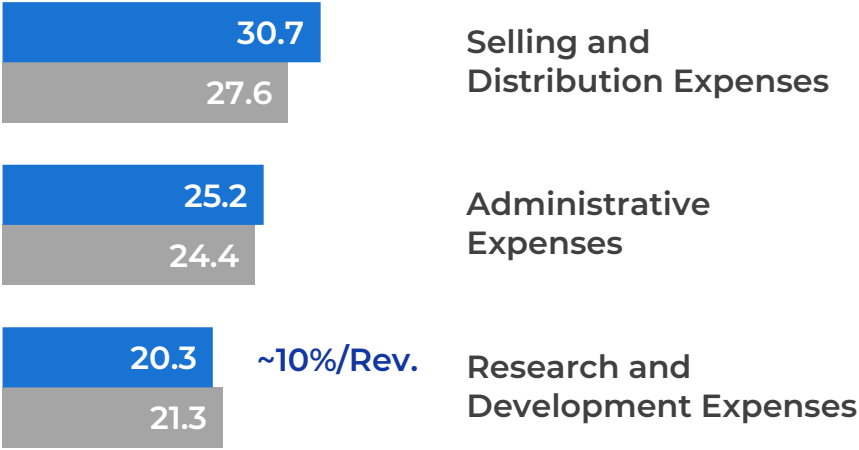 30.7
27.6
Selling and
Distribution Expenses
25.2
24.4
Administrative
Expenses
20.3
~10%/Rev.
21.3
Research and
Development Expenses